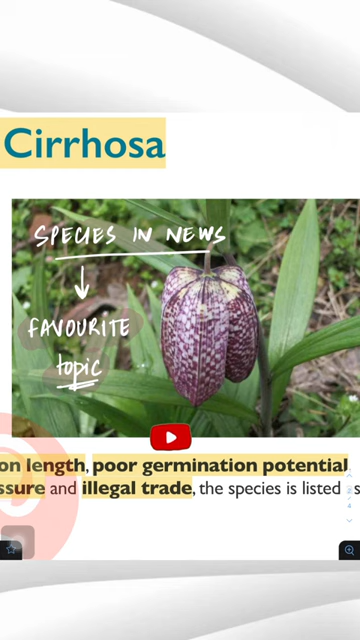 Cirrhosa
SPECIES IN NEWS
FAVOURITE
topic
on length, poor germination potential
ssure and illegal trade, the species is listed s